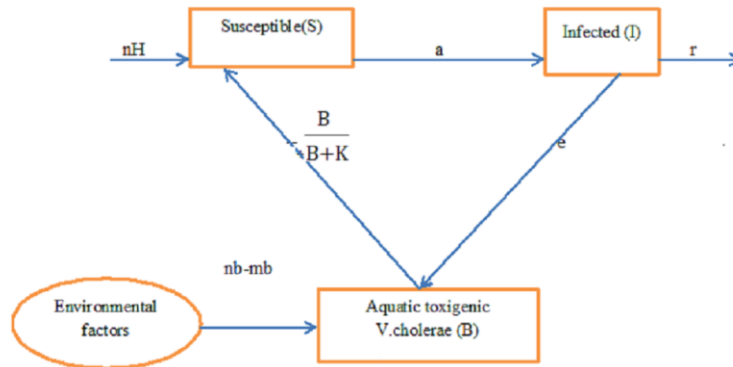 Susceptible(S)
Infected (I)
nH
a
r
B
B+K
e
nb-mb
Environmental
factors
Aquatic toxigenic
V.cholerae (B)